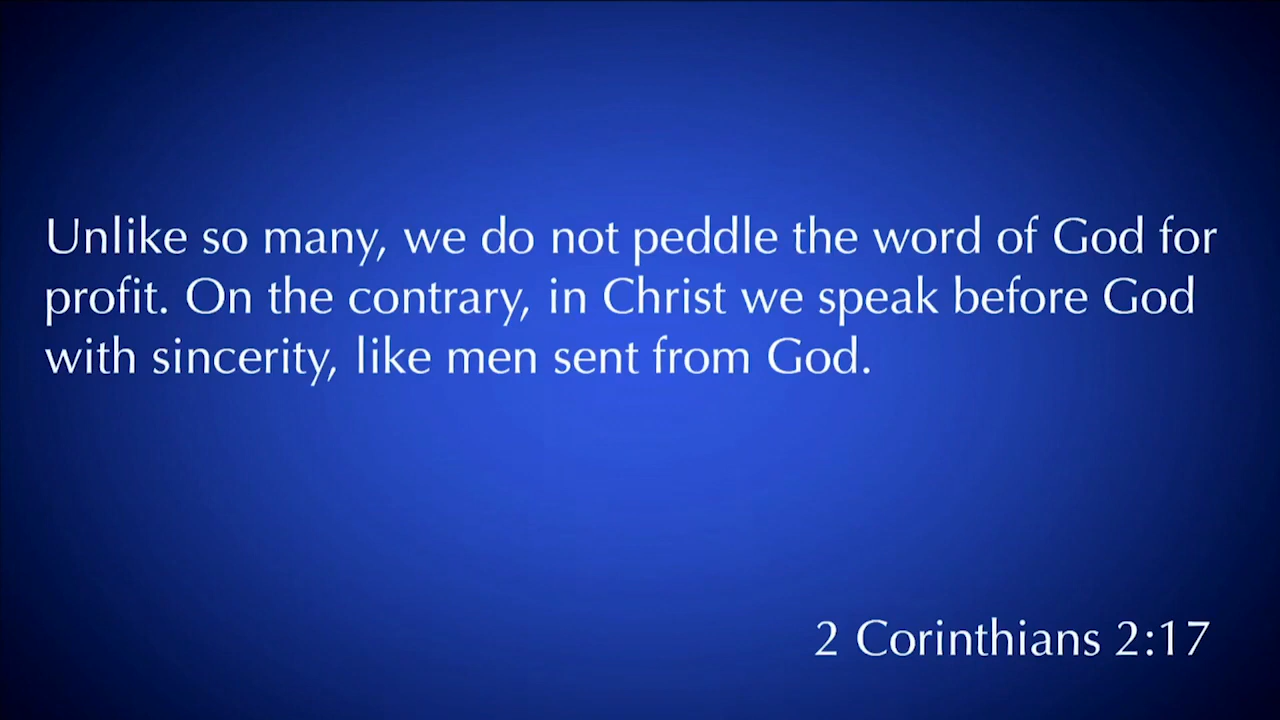 Unlike so many, we do not peddle the word of God for
profit. On the contrary, in Christ we speak before God
with sincerity, like men sent from God.
2 Corinthians 2:17